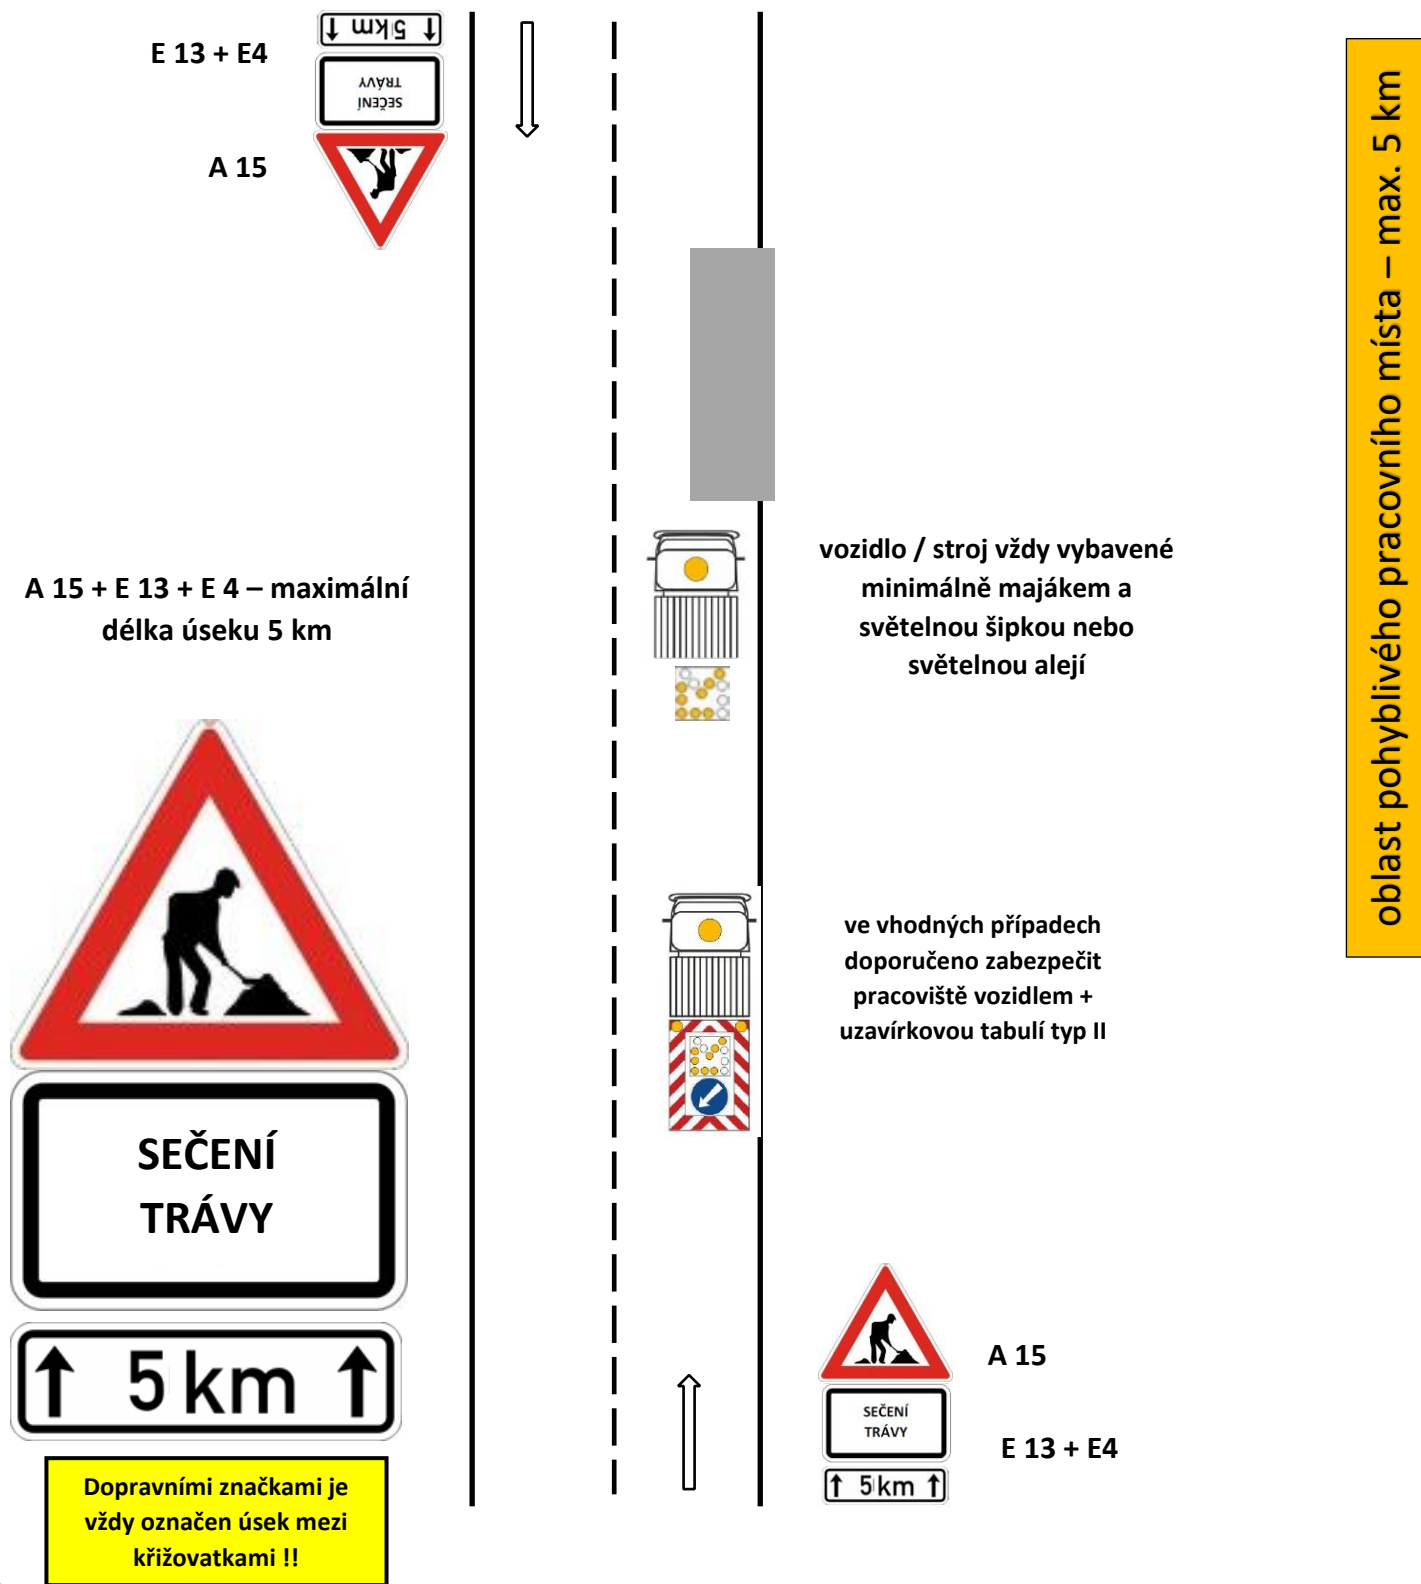 ↑ 5 km ↑
E 13 + E4
SEČENÍ
TRÁVY
A 15
oblast pohyblivého pracovního místa – max. 5 km
vozidlo / stroj vždy vybavené
minimálně majákem a
světelnou šipkou nebo
světelnou alejí
A 15 + E 13 + E 4 – maximální
délka úseku 5 km
ve vhodných případech
doporučeno zabezpečit
pracoviště vozidlem +
uzavírkovou tabulí typ II
SEČENÍ
TRÁVY
↑ 5 km ↑
A 15
SEČENÍ
TRÁVY
E 13 + E4
↑ 5 km ↑
Dopravními značkami je
vždy označen úsek mezi
křižovatkami !!